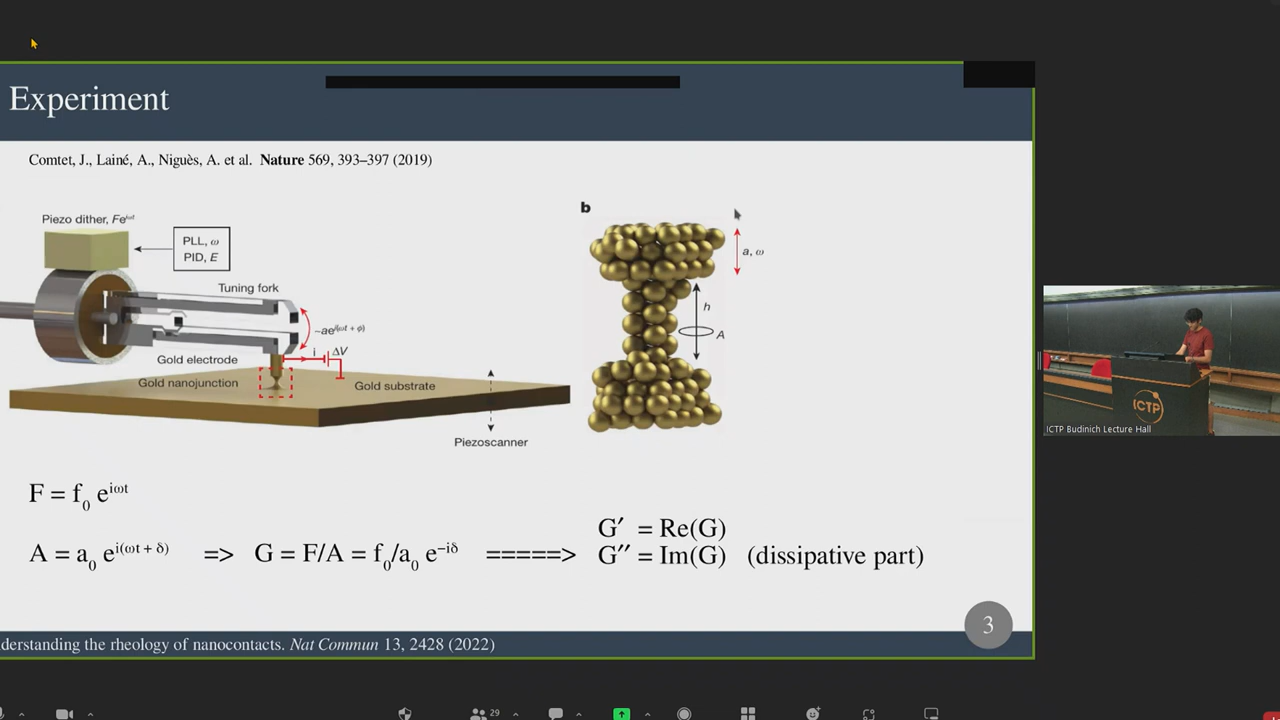 Experiment
Comtet, J., Lainé, A., Niguès, A. et al. Nature 569, 393–397 (2019)
Piezo dither, Fe^iωt
PLL, ω
PID, E
Tuning fork
~ae^i(ωt + φ)
i
ΔV
Gold electrode
Gold nanojunction
Gold substrate
Piezoscanner
b
a, ω
h
A
F = f₀ e^iωt
A = a₀ e^i(ωt + δ) => G = F/A = f₀/a₀ e^−iδ =====>
G′ = Re(G)
G′′ = Im(G) (dissipative part)
3
derstanding the rheology of nanocontacts. Nat Commun 13, 2428 (2022)
ICTP
ICTP Budinich Lecture Hall
29